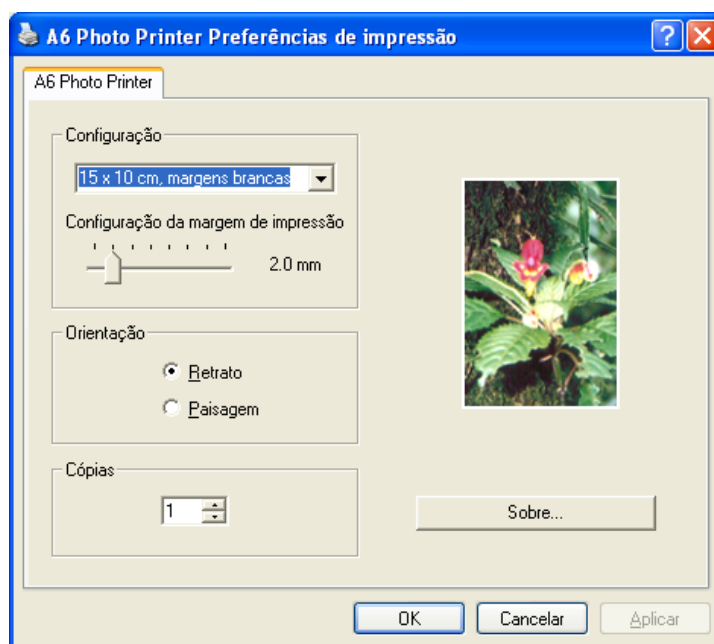 A6 Photo Printer Preferências de impressão
A6 Photo Printer
Configuração
15 x 10 cm, margens brancas
Configuração da margem de impressão
2.0 mm
Orientação
Retrato
Paisagem
Cópias
1
Sobre...
OK
Cancelar
Aplicar